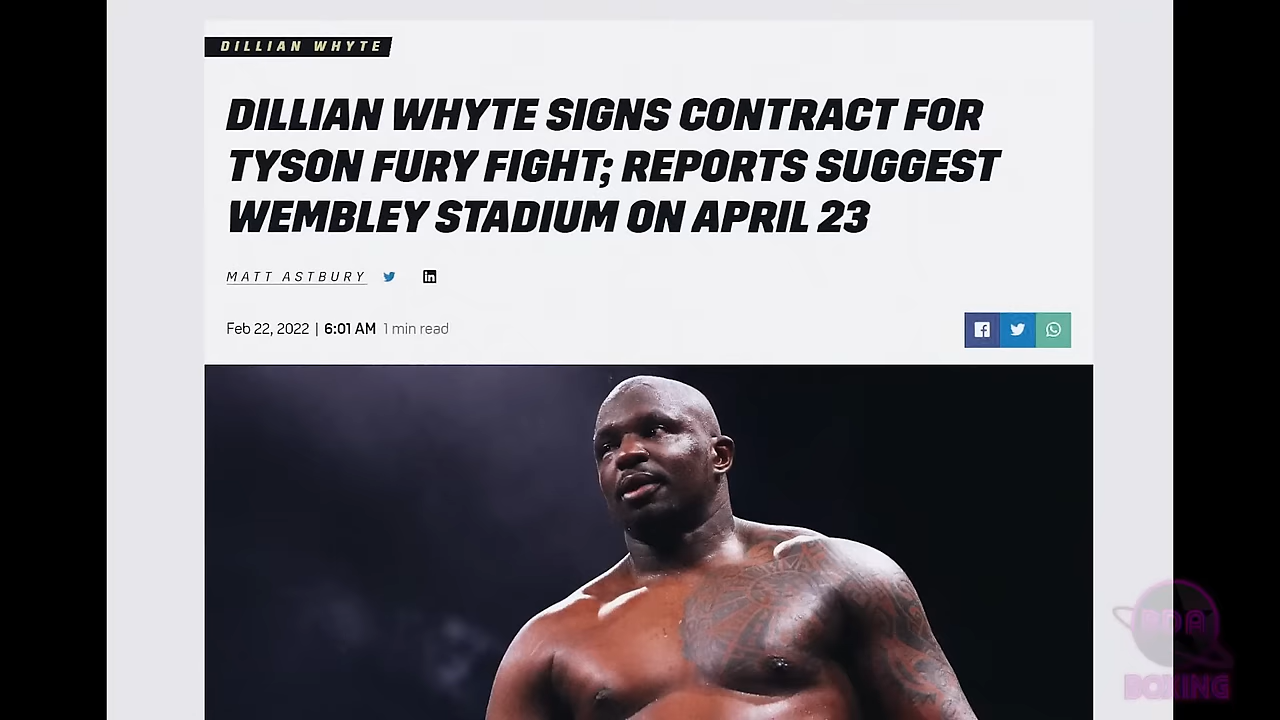 DILLIAN WHYTE
DILLIAN WHYTE SIGNS CONTRACT FOR
TYSON FURY FIGHT; REPORTS SUGGEST
WEMBLEY STADIUM ON APRIL 23
MATT ASTBURY
Feb 22, 2022 | 6:01 AM 1 min read
BOXING